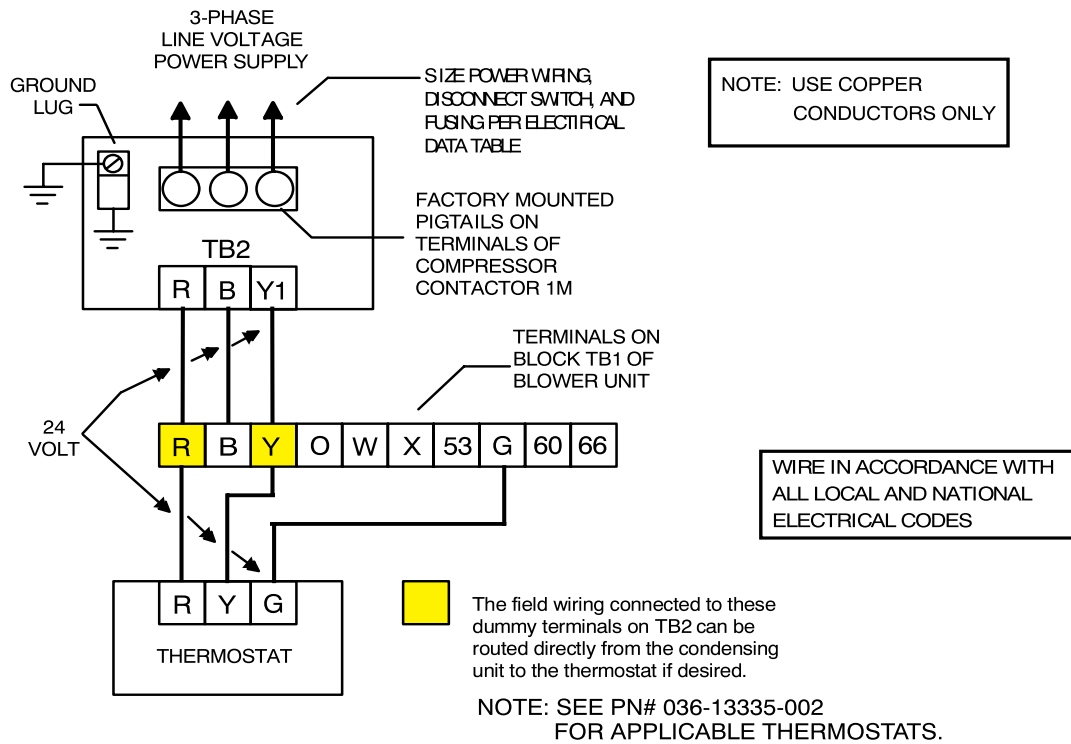 3-PHASE
LINE VOLTAGE
POWER SUPPLY
GROUND
LUG
SIZE POWER WIRING,
DISCONNECT SWITCH, AND
FUSING PER ELECTIRICAL
DATA TABLE
NOTE: USE COPPER
CONDUCTORS ONLY
FACTORY MOUNTED
PIGTAILS ON
TERMINALS OF
COMPRESSOR
CONTACTOR 1M
TB2
R B Y1
TERMINALS ON
BLOCK TB1 OF
BLOWER UNIT
24
VOLT
R B Y O W X 53 G 60 66
WIRE IN ACCORDANCE WITH
ALL LOCAL AND NATIONAL
ELECTRICAL CODES
R Y G
THERMOSTAT
The field wiring connected to these
dummy terminals on TB2 can be
routed directly from the condensing
unit to the thermostat if desired.
NOTE: SEE PN# 036-13335-002
FOR APPLICABLE THERMOSTATS.